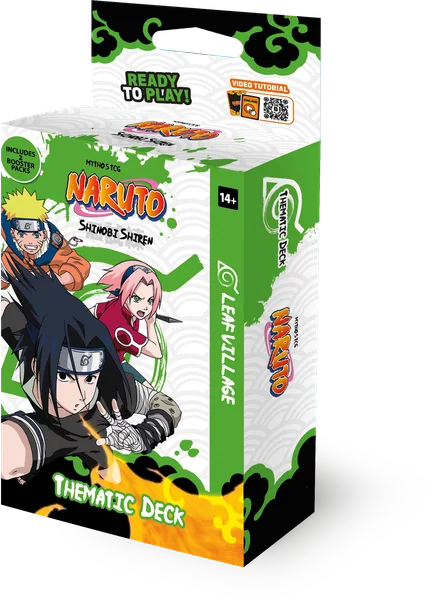 READY
TO PLAY!
VIDEO TUTORIAL
INCLUDES
2
BOOSTER
PACKS
MYTHOS TCG
NARUTO
SHINOBI SHIREN
14+
LEAF VILLAGE
THEMATIC DECK
MYTHOS TCG
NARUTO
THEMATIC DECK